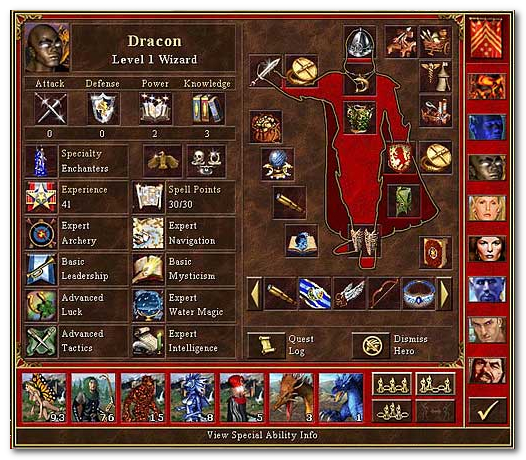 Dracon
Level 1 Wizard
Attack Defense Power Knowledge
0 0 2 3
Specialty
Enchanters
Experience
41
Spell Points
30/30
Expert
Archery
Expert
Navigation
Basic
Leadership
Basic
Mysticism
Advanced
Luck
Expert
Water Magic
Advanced
Tactics
Expert
Intelligence
Quest
Log
Dismiss
Hero
93 76 15 8 5 3 1
View Special Ability Info